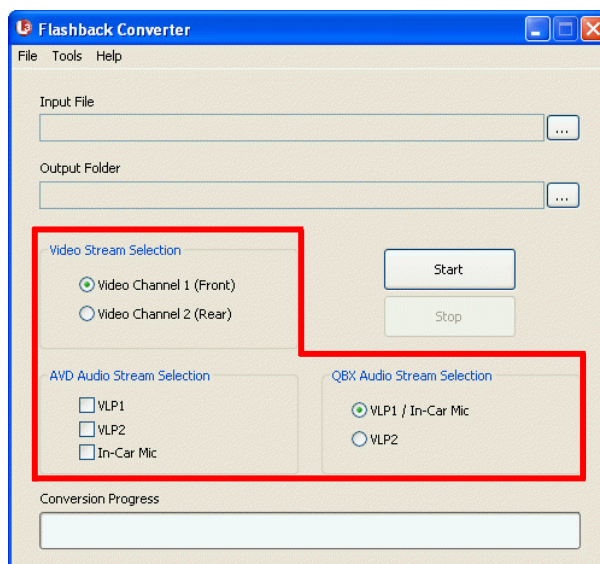 L3 Flashback Converter
File Tools Help
Input File
...
Output Folder
...
Video Stream Selection
Video Channel 1 (Front)
Video Channel 2 (Rear)
Start
Stop
AVD Audio Stream Selection
VLP1
VLP2
In-Car Mic
QBX Audio Stream Selection
VLP1 / In-Car Mic
VLP2
Conversion Progress